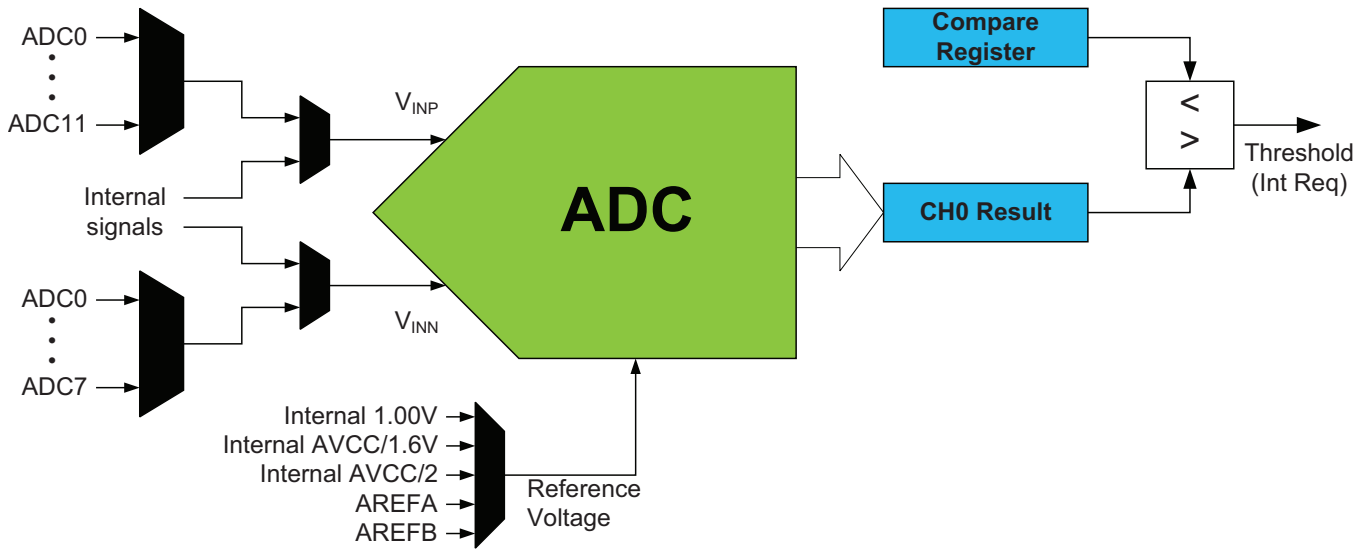 ADC0
ADC11
Internal
signals
ADC0
ADC7
VINP
VINN
ADC
Internal 1.00V
Internal AVCC/1.6V
Internal AVCC/2
AREFA
AREFB
Reference
Voltage
Compare
Register
CH0 Result
<
>
Threshold
(Int Req)